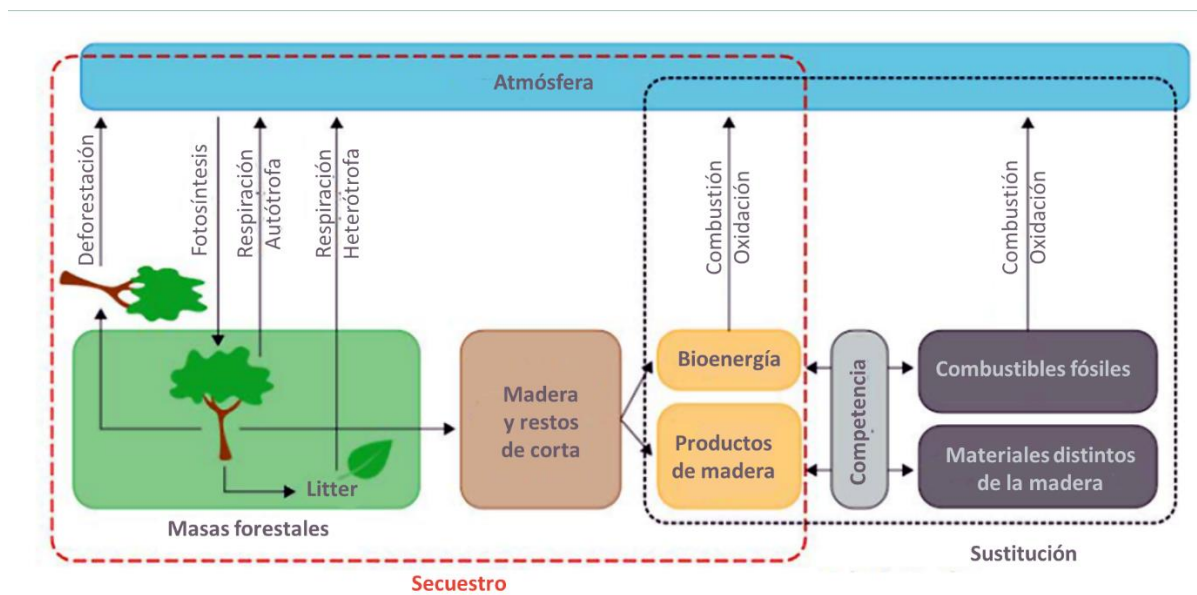 Atmósfera
Deforestación
Fotosíntesis
Respiración
Autótrofa
Respiración
Heterótrofa
Combustión
Oxidación
Combustión
Oxidación
Madera
y restos
de corta
Bioenergía
Productos
de madera
Competencia
Combustibles fósiles
Materiales distintos
de la madera
Litter
Masas forestales
Sustitución
Secuestro